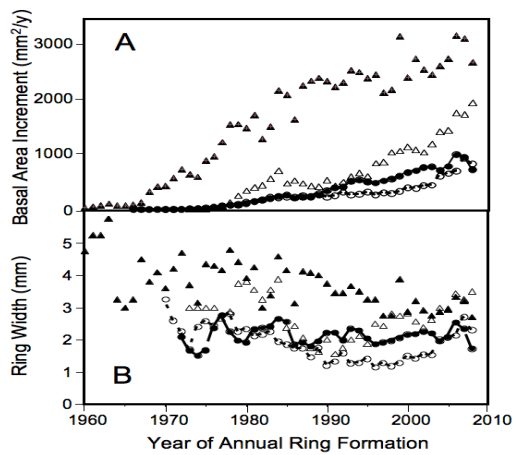 Basal Area Increment (mm²/y)
3000
2000
1000
0
A
Ring Width (mm)
5
4
3
2
1
0
B
1960 1970 1980 1990 2000 2010
Year of Annual Ring Formation